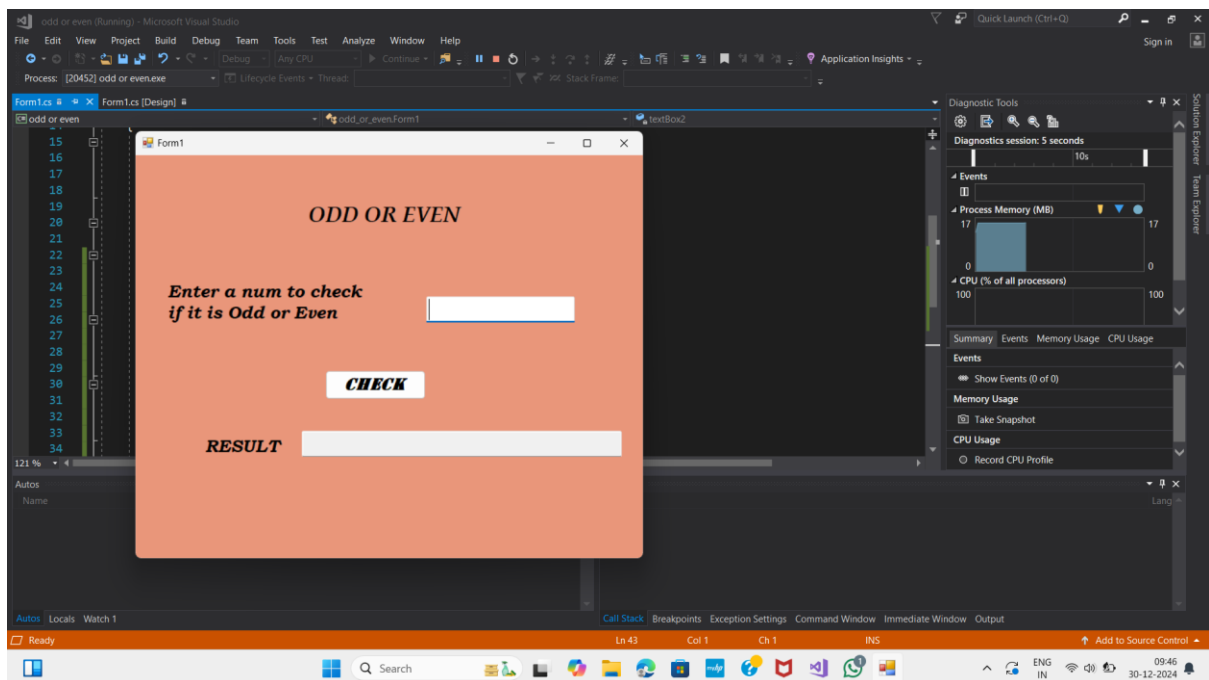 odd or even (Running) - Microsoft Visual Studio
Quick Launch (Ctrl+Q)
File Edit View Project Build Debug Team Tools Test Analyze Window Help
Sign in
Debug Any CPU Continue Application Insights
Process: [20452] odd or even.exe Lifecycle Events Thread: Stack Frame:
Form1.cs Form1.cs [Design]
odd or even odd_or_even.Form1 textBox2
15
16
17
18
19
20
21
22
23
24
25
26
27
28
29
30
31
32
33
34
121 %
Form1
ODD OR EVEN
Enter a num to check
if it is Odd or Even
CHECK
RESULT
Diagnostic Tools
Diagnostics session: 5 seconds
10s
Events
Process Memory (MB)
17 17
0 0
CPU (% of all processors)
100 100
Summary Events Memory Usage CPU Usage
Events
Show Events (0 of 0)
Memory Usage
Take Snapshot
CPU Usage
Record CPU Profile
Solution Explorer
Team Explorer
Autos
Name
Lang
Autos Locals Watch 1
Call Stack Breakpoints Exception Settings Command Window Immediate Window Output
Ready Ln 43 Col 1 Ch 1 INS Add to Source Control
Search
ENG
IN
09:46
30-12-2024